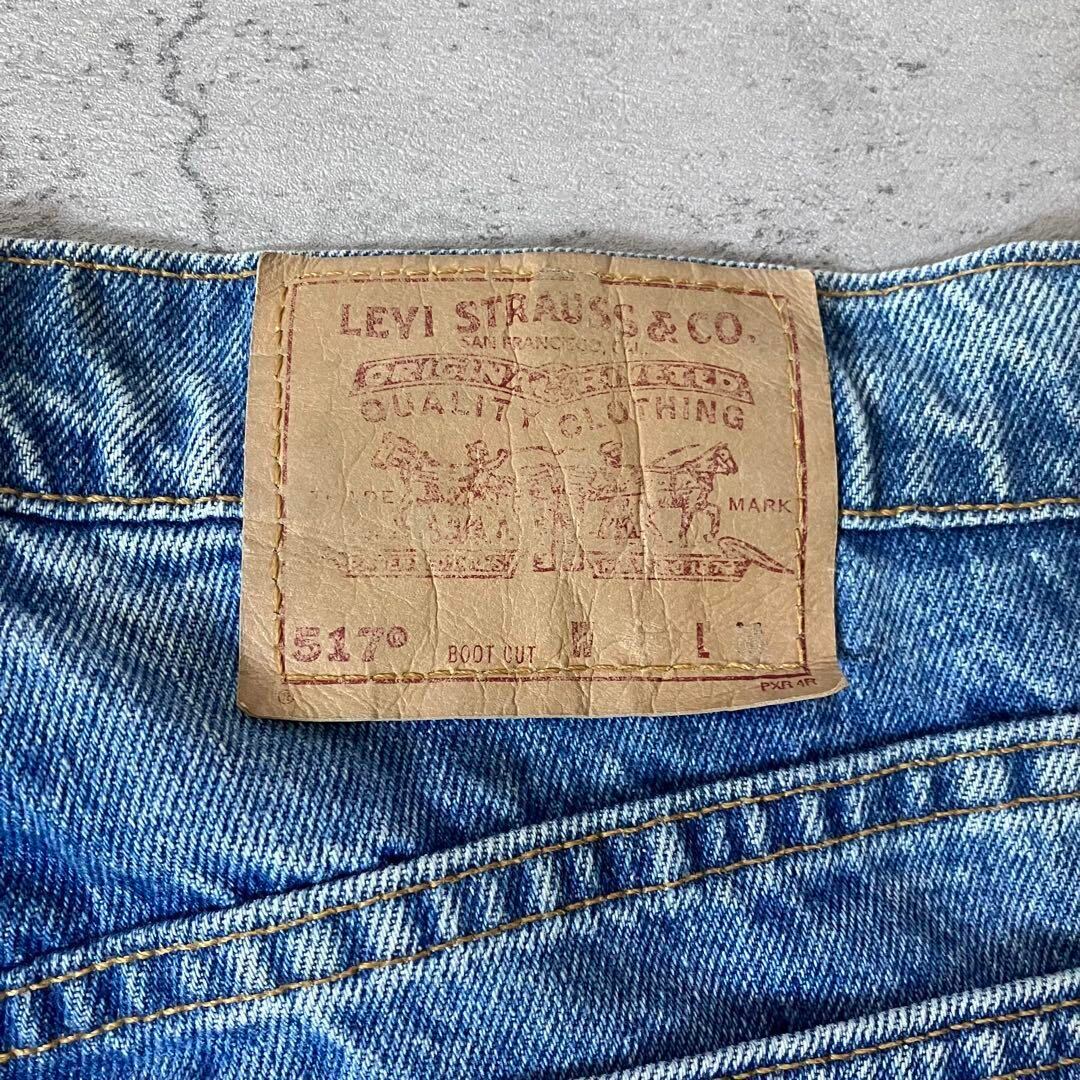 LEVI STRAUSS & CO.
SAN FRANCISCO, CAL.
ORIGINAL RIVETED
QUALITY CLOTHING
TRADE MARK
517® BOOT CUT W L
® PXR 4R